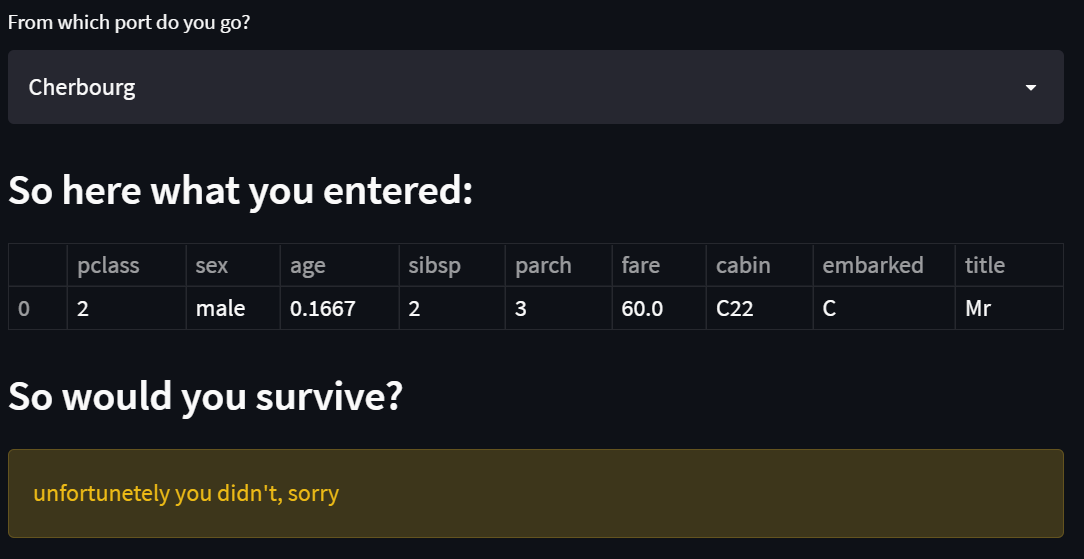 From which port do you go?
Cherbourg
So here what you entered:
pclass sex age sibsp parch fare cabin embarked title
0 2 male 0.1667 2 3 60.0 C22 C Mr
So would you survive?
unfortunetely you didn't, sorry